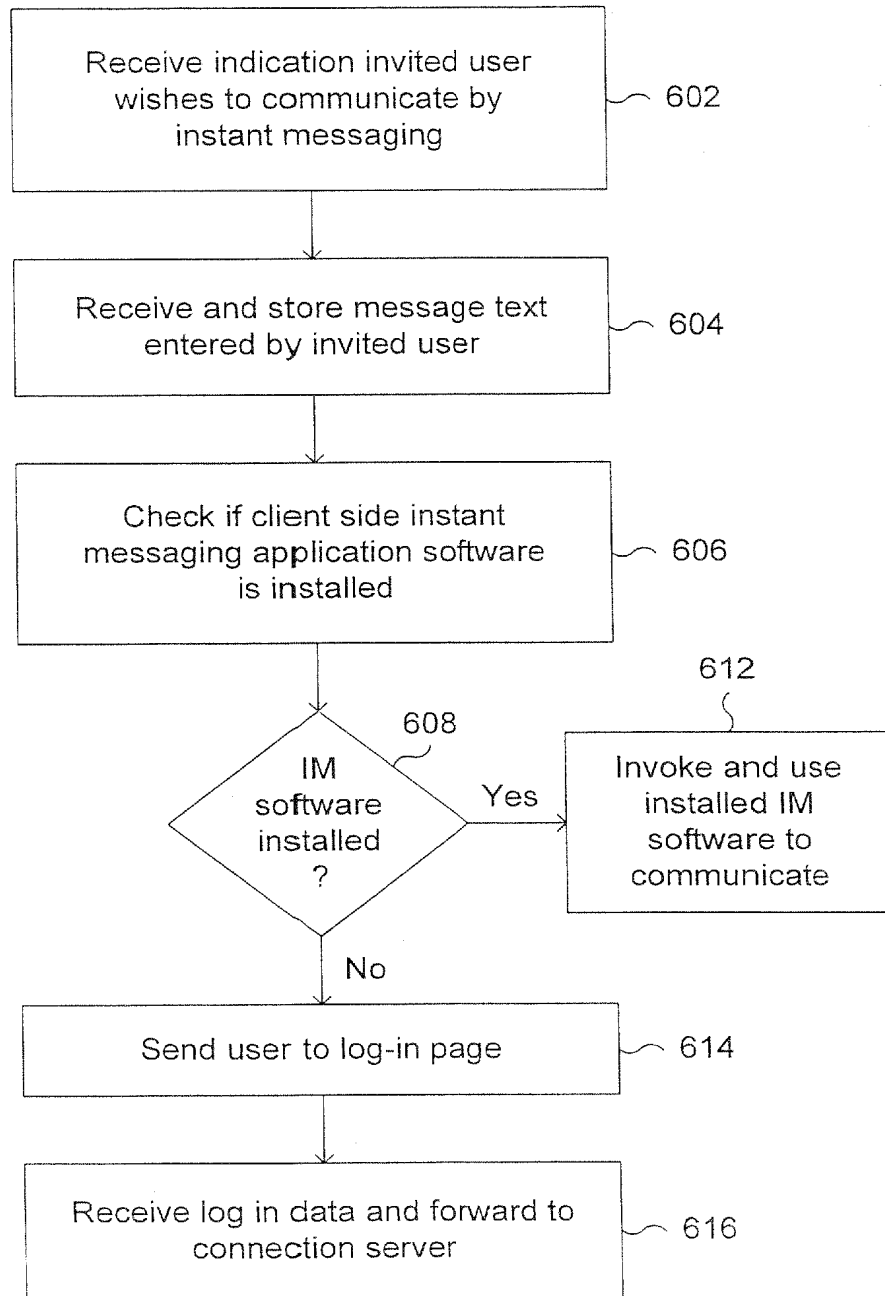 Receive indication invited user
wishes to communicate by
instant messaging
602
Receive and store message text
entered by invited user
604
Check if client side instant
messaging application software
is installed
606
608
IM
software
installed
?
Yes
612
Invoke and use
installed IM
software to
communicate
No
Send user to log-in page
614
Receive log in data and forward to
connection server
616